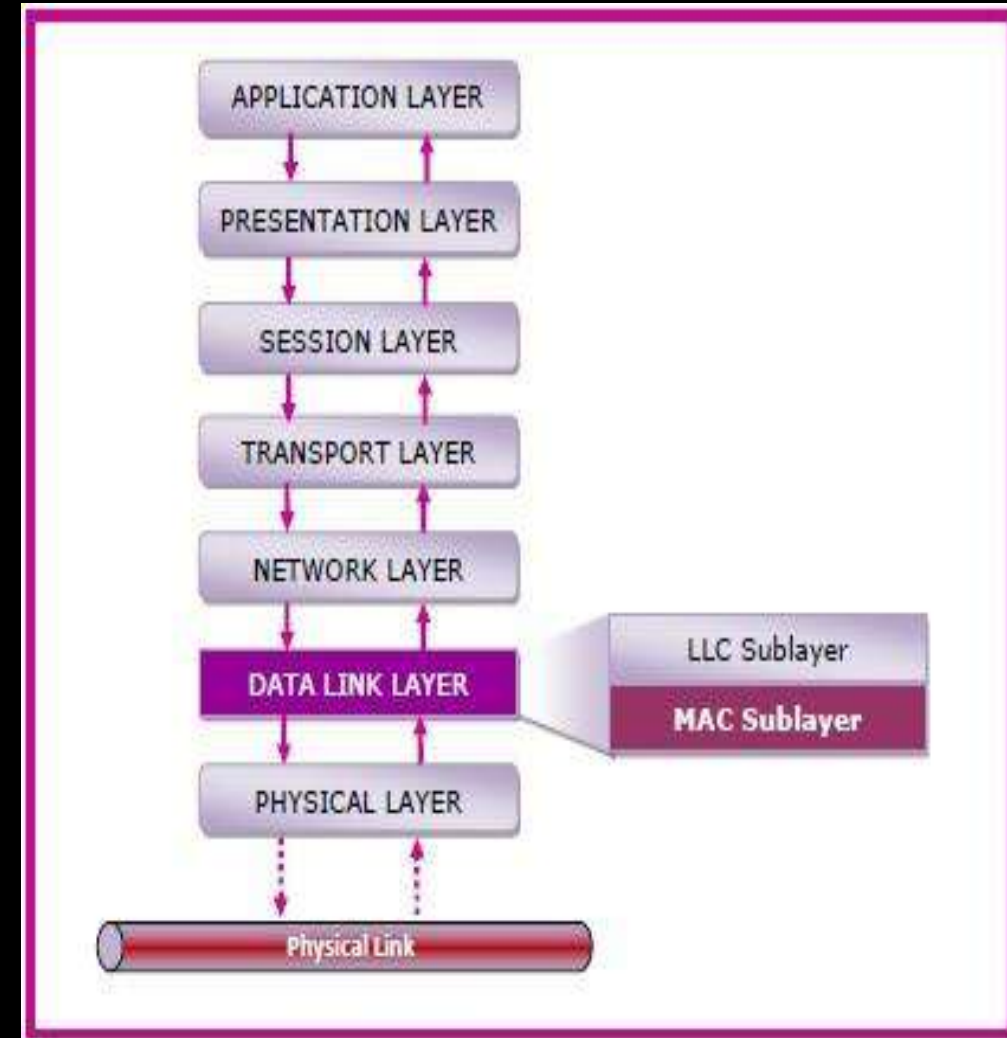 APPLICATION LAYER
PRESENTATION LAYER
SESSION LAYER
TRANSPORT LAYER
NETWORK LAYER
DATA LINK LAYER
LLC Sublayer
MAC Sublayer
PHYSICAL LAYER
Physical Link